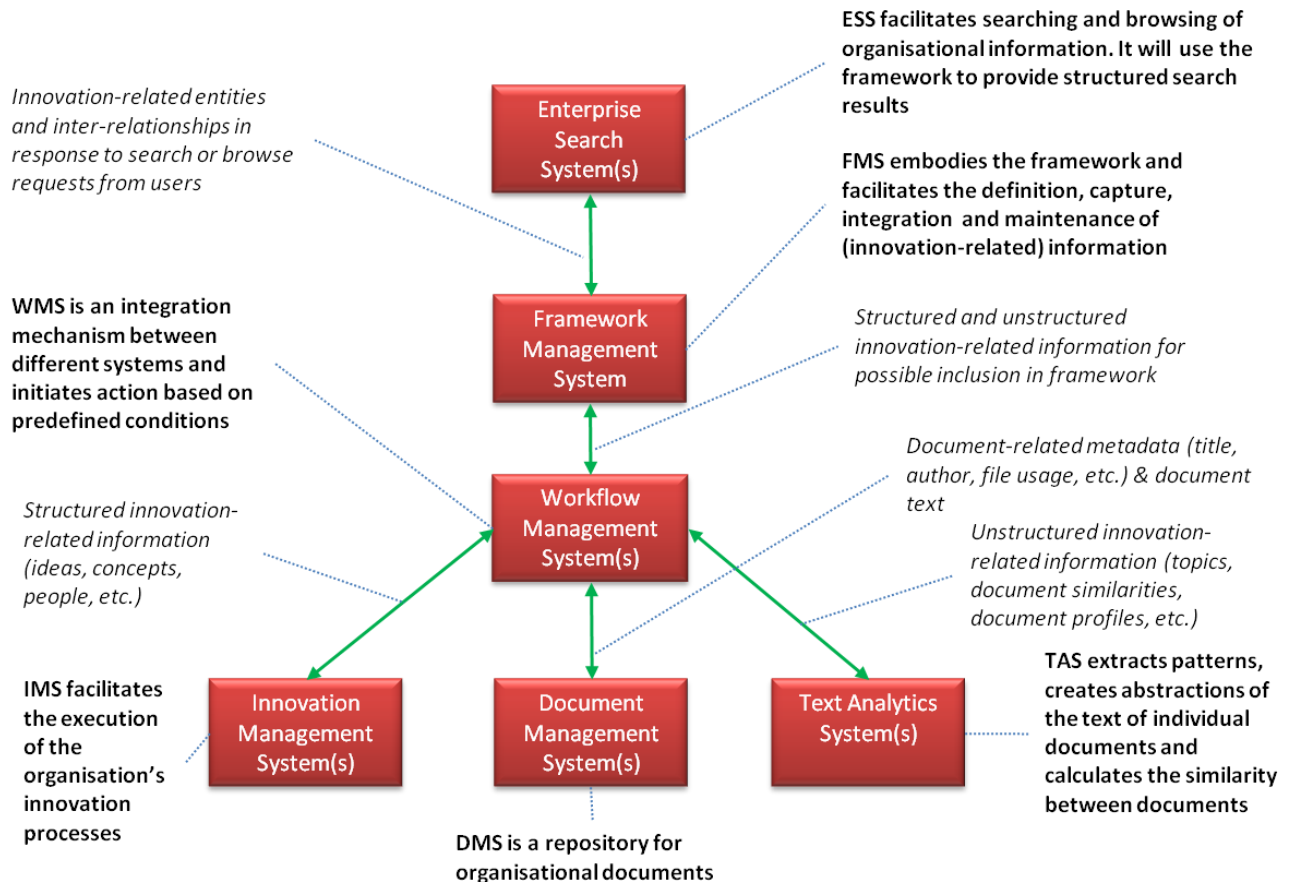 ESS facilitates searching and browsing of
organisational information. It will use the
framework to provide structured search
results
Innovation-related entities
and inter-relationships in
response to search or browse
requests from users
Enterprise
Search
System(s)
FMS embodies the framework and
facilitates the definition, capture,
integration and maintenance of
(innovation-related) information
WMS is an integration
mechanism between
different systems and
initiates action based on
predefined conditions
Framework
Management
System
Structured and unstructured
innovation-related information for
possible inclusion in framework
Document-related metadata (title,
author, file usage, etc.) & document
text
Structured innovation-
related information
(ideas, concepts,
people, etc.)
Workflow
Management
System(s)
Unstructured innovation-
related information (topics,
document similarities,
document profiles, etc.)
IMS facilitates
the execution
of the
organisation's
innovation
processes
Innovation
Management
System(s)
Document
Management
System(s)
Text Analytics
System(s)
TAS extracts patterns,
creates abstractions of
the text of individual
documents and
calculates the similarity
between documents
DMS is a repository for
organisational documents